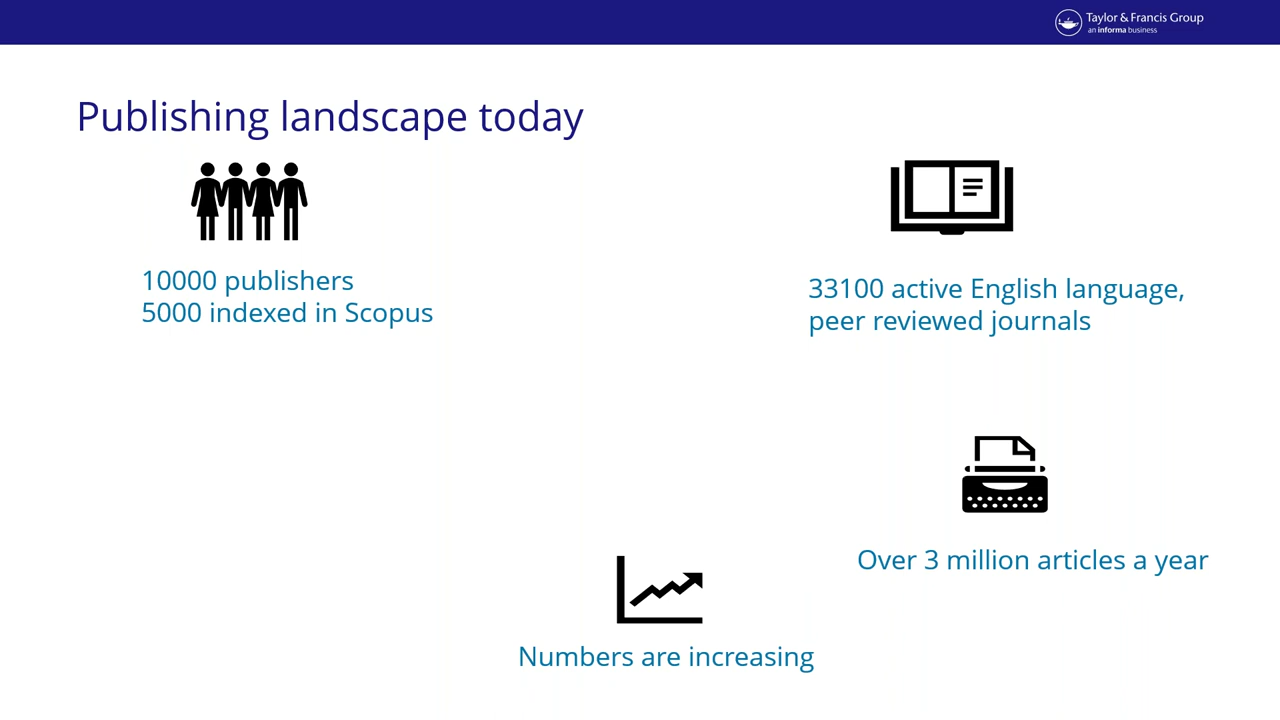 Taylor & Francis Group
an informa business
Publishing landscape today
10000 publishers
5000 indexed in Scopus
33100 active English language,
peer reviewed journals
Over 3 million articles a year
Numbers are increasing